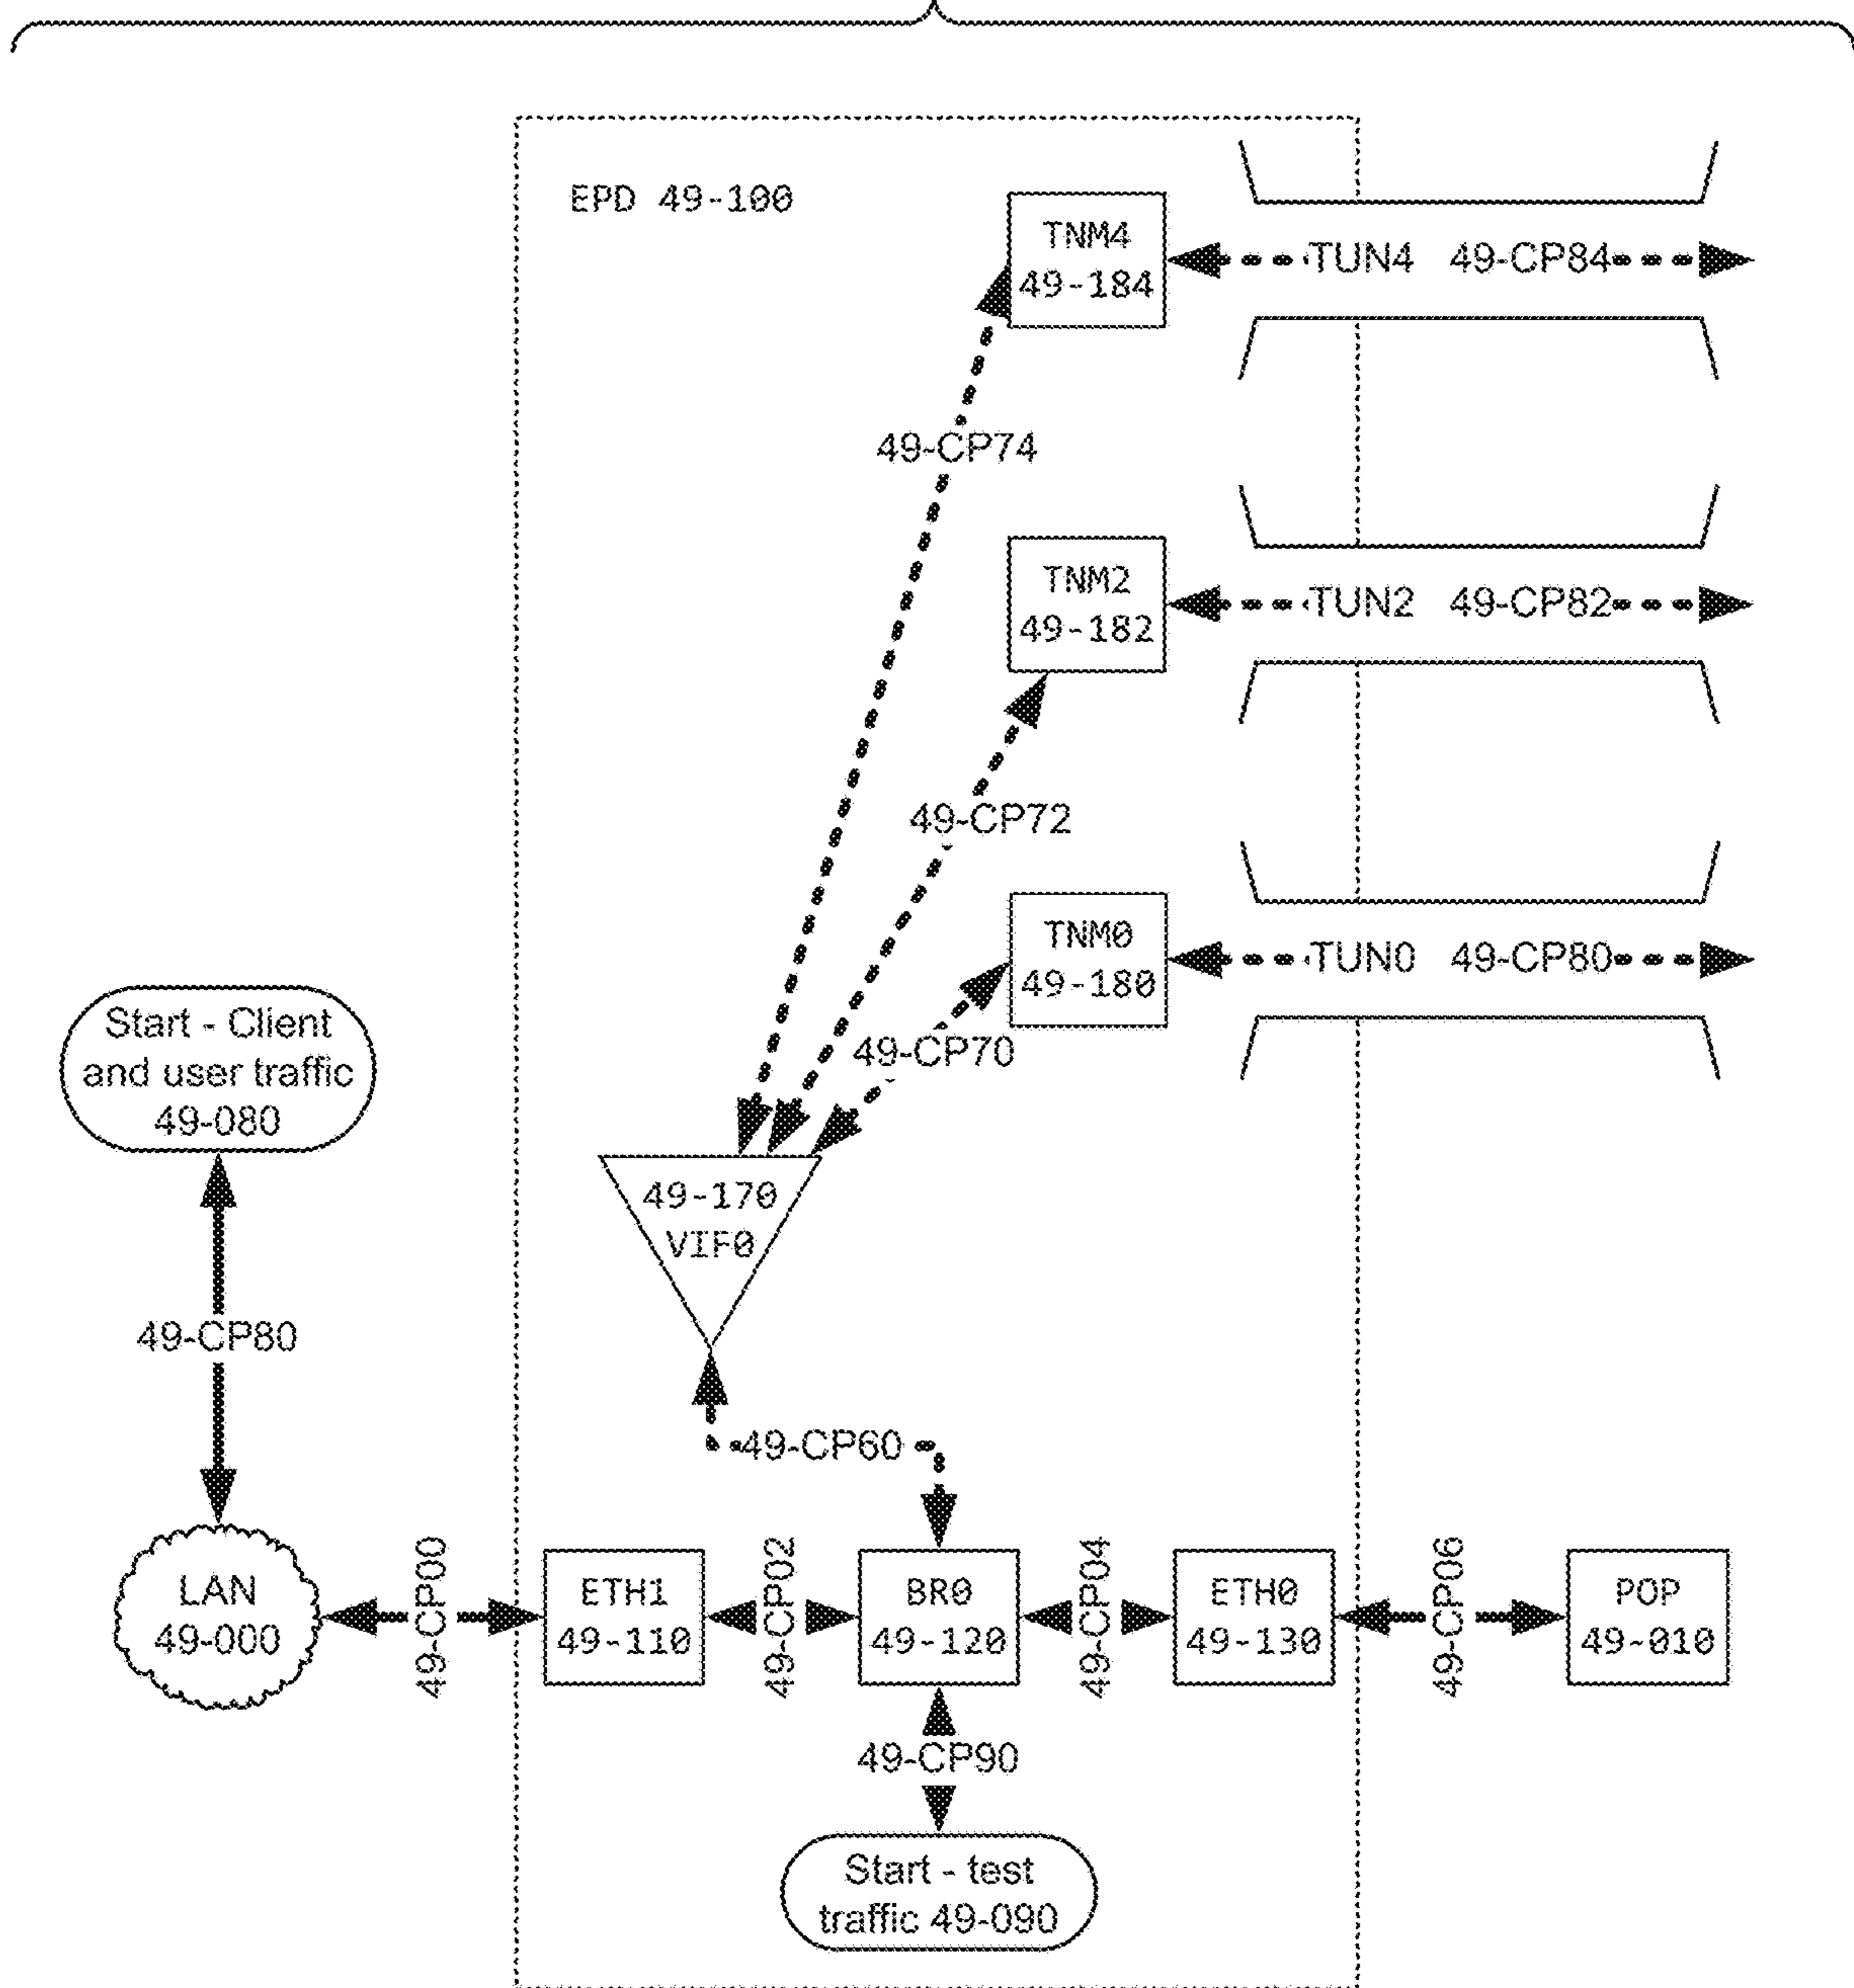 EPD 49-100
TNM4
49-184
TUN4 49-CP84
49-CP74
TNM2
49-182
TUN2 49-CP82
49-CP72
TNM0
49-180
TUN0 49-CP80
49-CP70
Start - Client
and user traffic
49-080
49-170
VIF0
49-CP80
49-CP60
LAN
49-000
49-CP00
ETH1
49-110
49-CP02
BR0
49-120
49-CP04
ETH0
49-130
49-CP06
POP
49-010
49-CP90
Start - test
traffic 49-090